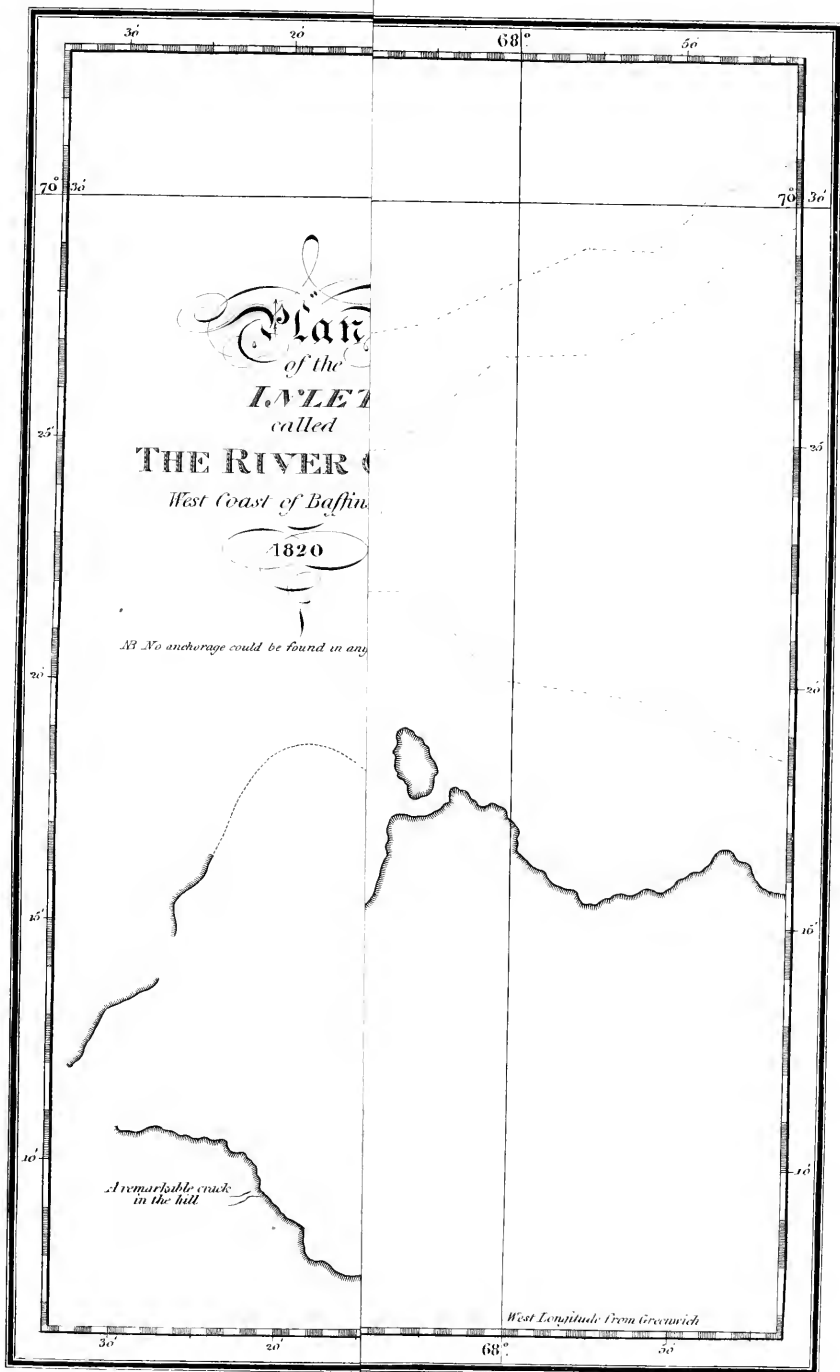 30'
20'
68°.
50'
70° 30'
70° 30'
Plan
of the
INLET
called
THE RIVER
West Coast of Baffins
1820
NB No anchorage could be found in any
25'
25'
20'
20'
15'
15'
A remarkable crack
in the hill
10'
10'
West Longitude from Greenwich
30'
20'
68°.
50'